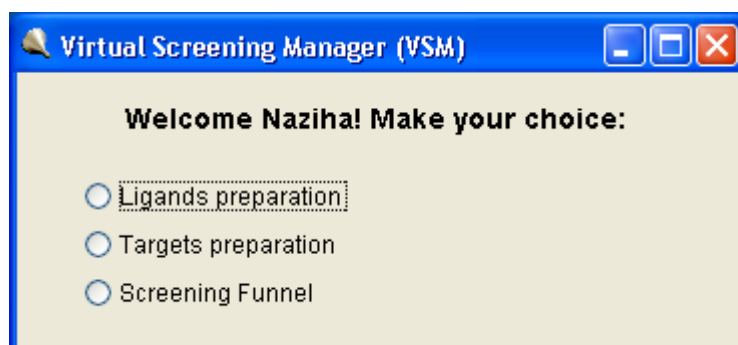 Virtual Screening Manager (VSM)
Welcome Naziha! Make your choice:
Ligands preparation
Targets preparation
Screening Funnel